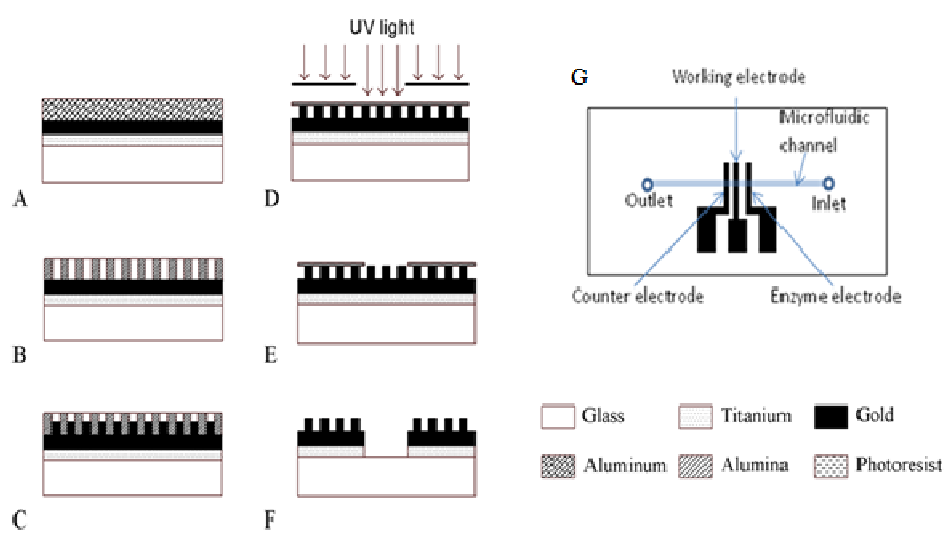 UV light
A
B
C
D
E
F
G
Working electrode
Microfluidic
channel
Outlet
Inlet
Counter electrode
Enzyme electrode
Glass
Titanium
Gold
Aluminum
Alumina
Photoresist